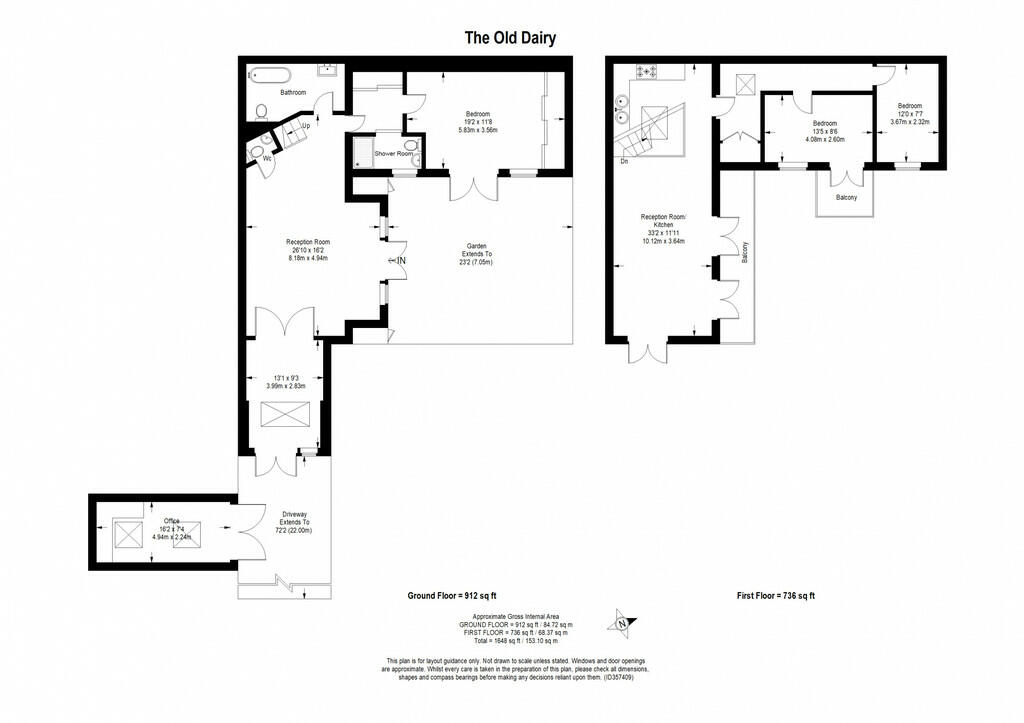 The Old Dairy
Bathroom
Up
Wc
Bedroom
19'2 x 11'8
5.83m x 3.56m
Shower Room
Reception Room
26'10 x 16'2
8.18m x 4.94m
IN
Garden
Extends To
23'2 (7.05m)
13'1 x 9'3
3.99m x 2.83m
Office
16'2 x 7'4
4.94m x 2.24m
Driveway
Extends To
72'2 (22.00m)
Dn
Reception Room/
Kitchen
33'2 x 11'11
10.12m x 3.64m
Balcony
Bedroom
13'5 x 8'6
4.08m x 2.60m
Bedroom
12'0 x 7'7
3.67m x 2.32m
Balcony
Ground Floor = 912 sq ft
First Floor = 736 sq ft
Approximate Gross Internal Area
GROUND FLOOR = 912 sq ft / 84.72 sq m
FIRST FLOOR = 736 sq ft / 68.37 sq m
Total = 1648 sq ft / 153.10 sq m
N
This plan is for layout guidance only. Not drawn to scale unless stated. Windows and door openings
are approximate. Whilst every care is taken in the preparation of this plan, please check all dimensions,
shapes and compass bearings before making any decisions reliant upon them. (ID357409)